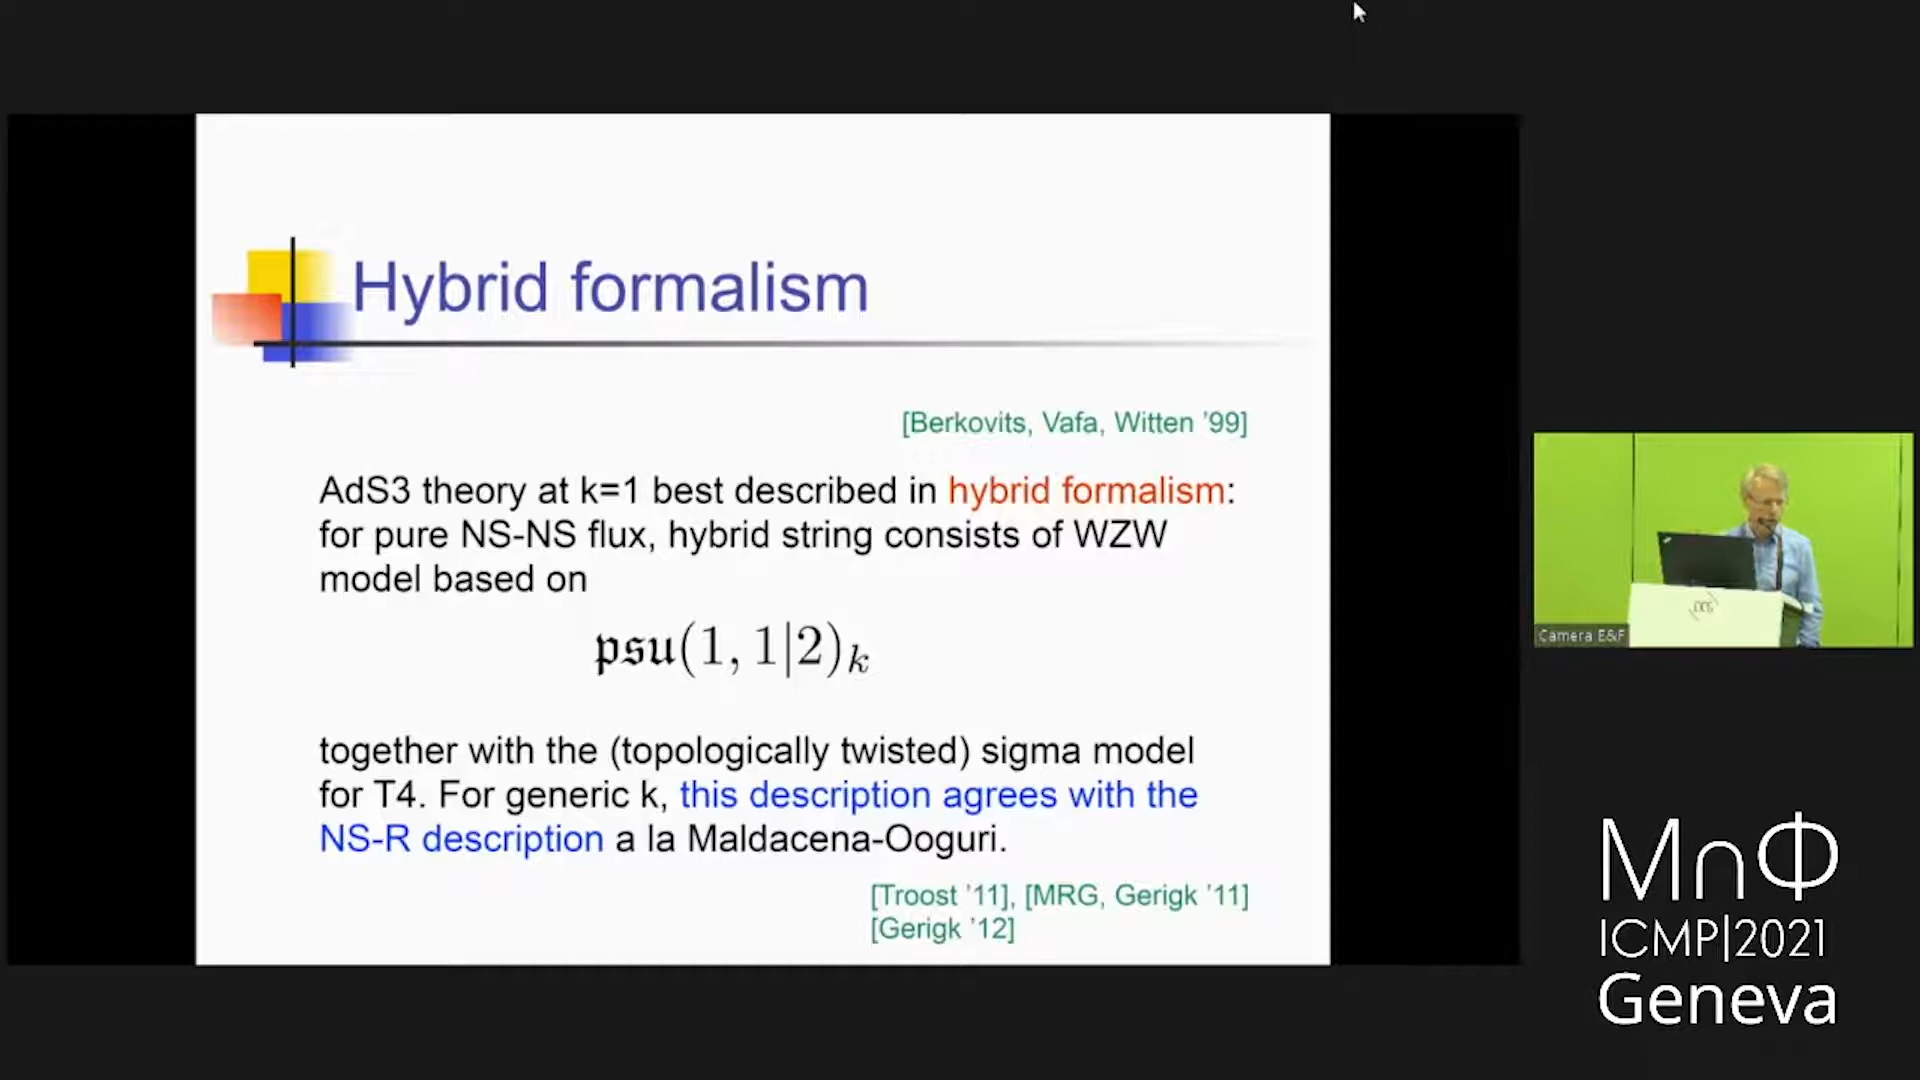 Hybrid formalism
[Berkovits, Vafa, Witten ’99]
AdS3 theory at k=1 best described in hybrid formalism:
for pure NS-NS flux, hybrid string consists of WZW
model based on
𝔭𝔰𝔲(1, 1|2)ₖ
together with the (topologically twisted) sigma model
for T4. For generic k, this description agrees with the
NS-R description a la Maldacena-Ooguri.
[Troost ’11], [MRG, Gerigk ’11]
[Gerigk ’12]
Camera E&F
M∩Φ
ICMP|2021
Geneva